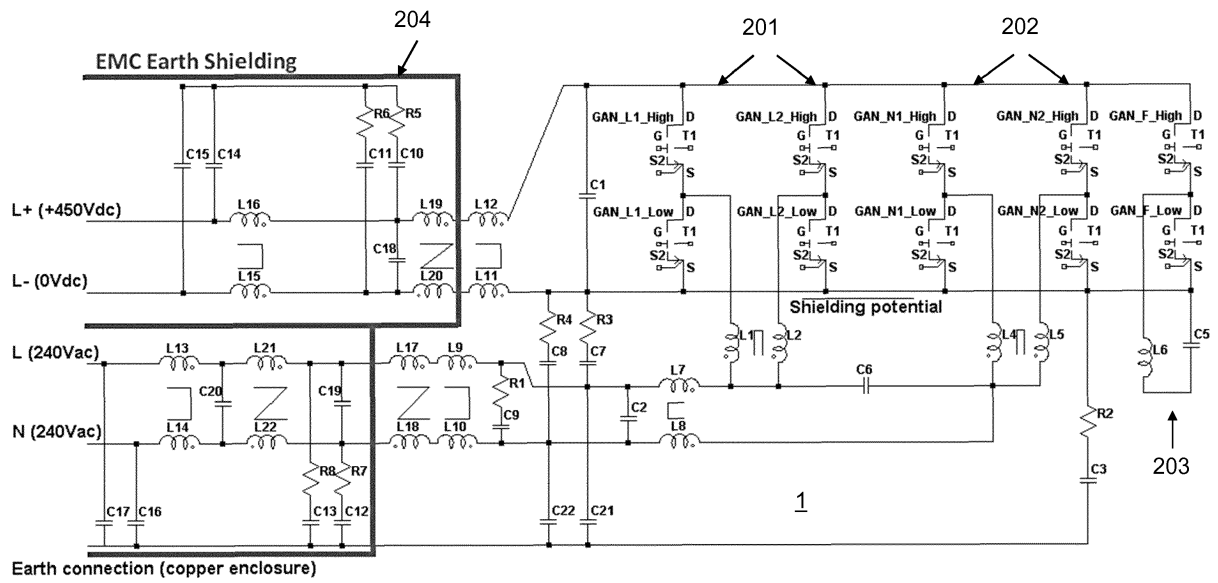 204
201
202
EMC Earth Shielding
GAN_L1_High D
GAN_L2_High D
GAN_N1_High D
GAN_N2_High D
GAN_F_High D
R6 R5
G T1
G T1
G T1
G T1
G T1
C15 C14 C11 C10
S2 S
S2 S
S2 S
S2 S
S2 S
C1
L+ (+450Vdc)
L16 L19 L12
GAN_L1_Low D
GAN_L2_Low D
GAN_N1_Low D
GAN_N2_Low D
GAN_F_Low D
G T1
G T1
G T1
G T1
G T1
C18
S2 S
S2 S
S2 S
S2 S
S2 S
L- (0Vdc)
L15 L20 L11
Shielding potential
R4 R3
L1 L2 L4 L5 L6 C5
L (240Vac)
L13 L21 L17 L9
C8 C7
L7 C6
R1
C20 C19 C9 C2
R2
N (240Vac)
L14 L22 L18 L10 L8
203
R8 R7
C3
C17 C16 C13 C12 C22 C21
1
Earth connection (copper enclosure)